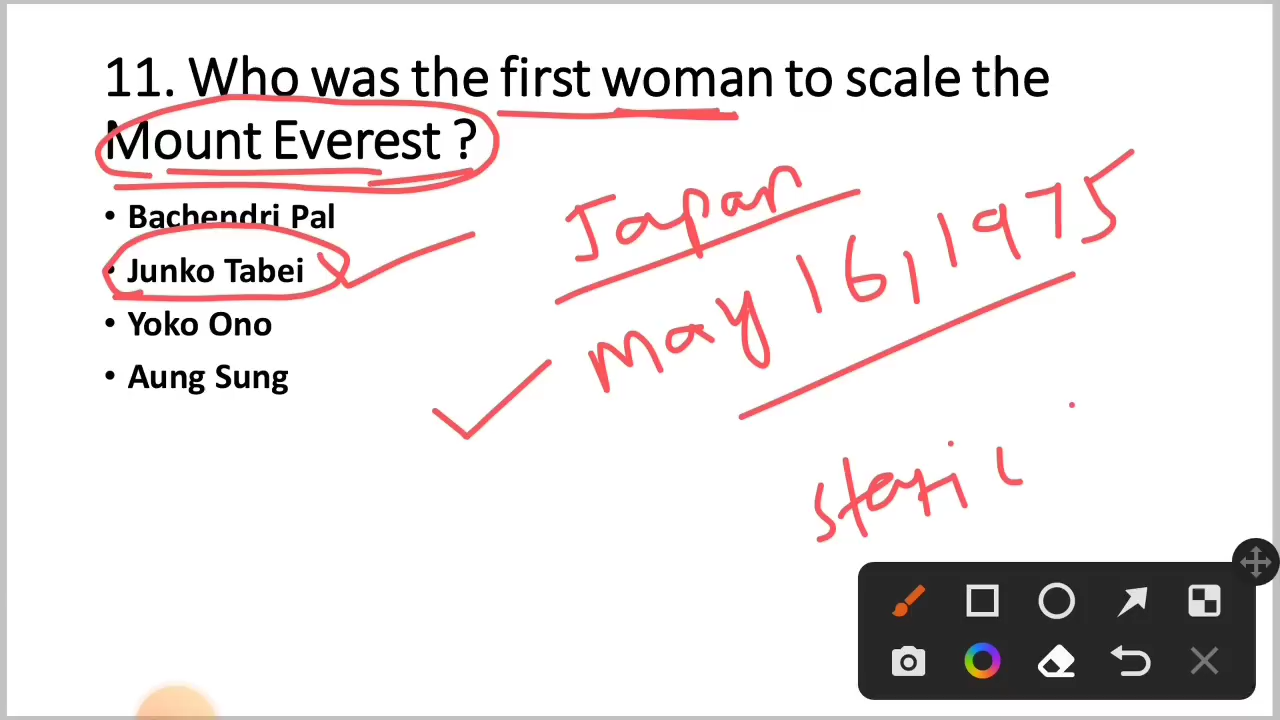 11. Who was the first woman to scale the
Mount Everest ?
• Bachendri Pal
• Junko Tabei
• Yoko Ono
• Aung Sung
Japan
May 16, 1975
static